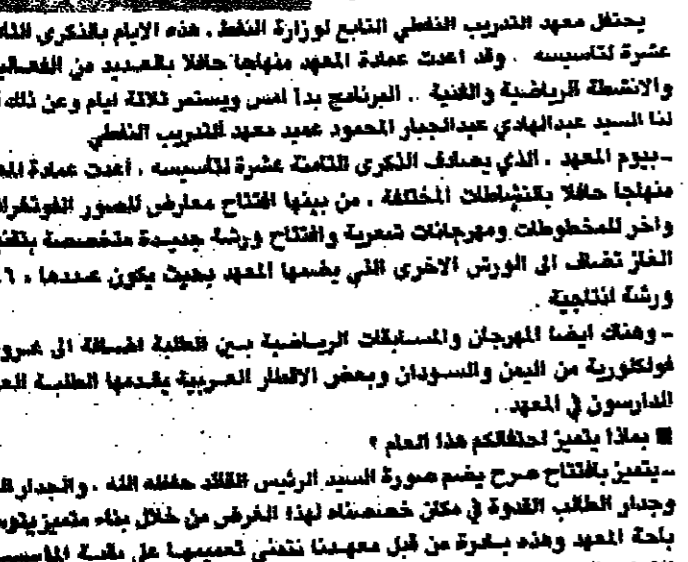 يحتفل معهد التدريب النفطي التابع لوزارة النفط ، هذه الايام بالذكرى الثامنة
عشرة لتاسيسه . وقد اعدت عمادة المعهد منهاجا حافلا بالعديد من
والانشطة الرياضية والفنية .. البرنامج بدأ امس ويستمر ثلاثة ايام وعن ذلك
لنا السيد عبدالهادي عبدالجبار المحمود عميد معهد التدريب النفطي
ـ بيوم المعهد ، الذي يصادف الذكرى الثامنة عشرة لتأسيسه ، اعدت عمادة
منهاجا حافلا بالنشاطات المختلفة ، من بينها افتتاح معارض للصور
واخر للمخطوطات ومهرجانات شعرية وافتتاح ورشة جديدة متخصصة
الغاز تضاف الى الورش الاخرى التي يضمها المعهد بحيث يكون عددها
ورشة انتاجية .
ـ وهناك ايضا المهرجان والمسابقات الرياضية بين الطلبة اضافة الى
فولكلورية من اليمن والسودان وبعض الاقطار العربية يقدمها الطلبة
الدارسون في المعهد .
■ بماذا يتميز احتفالكم هذا العام ؟
ـ يتميز بافتتاح صرح يضم صورة السيد الرئيس القائد حفظه الله ، والجدار
وجدار الطالب القدوة في مكان خصصناه لهذا الغرض من خلال بناء متميز
باحة المعهد وهذه بادرة من قبل معهدنا نتمنى تعميمها على بقية